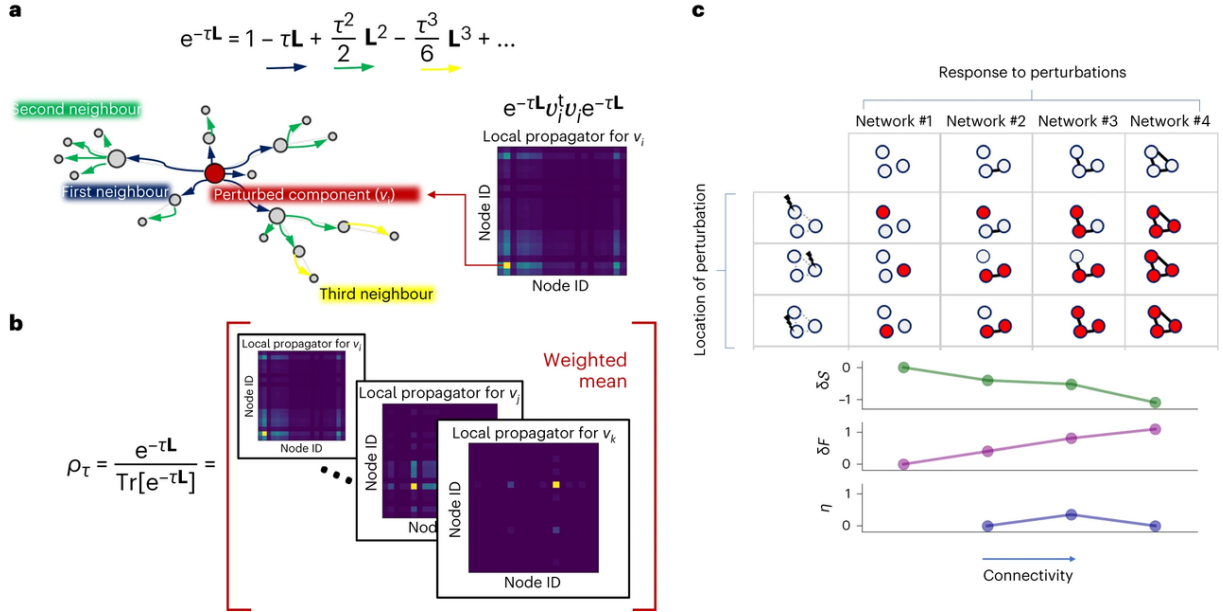 a
e^{-τL} = 1 − τL + τ²/2 L² − τ³/6 L³ + ...
Second neighbour
First neighbour
Perturbed component (v_i)
Third neighbour
e^{-τL}υ_i^tυ_ie^{-τL}
Local propagator for v_i
Node ID
Node ID
b
ρ_τ = e^{-τL} / Tr[e^{-τL}] =
Local propagator for v_i
Node ID
Node ID
Local propagator for v_j
Node ID
Nod
Local propagator for v_k
Node ID
Node ID
Weighted
mean
c
Response to perturbations
Network #1 Network #2 Network #3 Network #4
Location of perturbation
δS
0
−1
δF
1
0
η
1
0
Connectivity